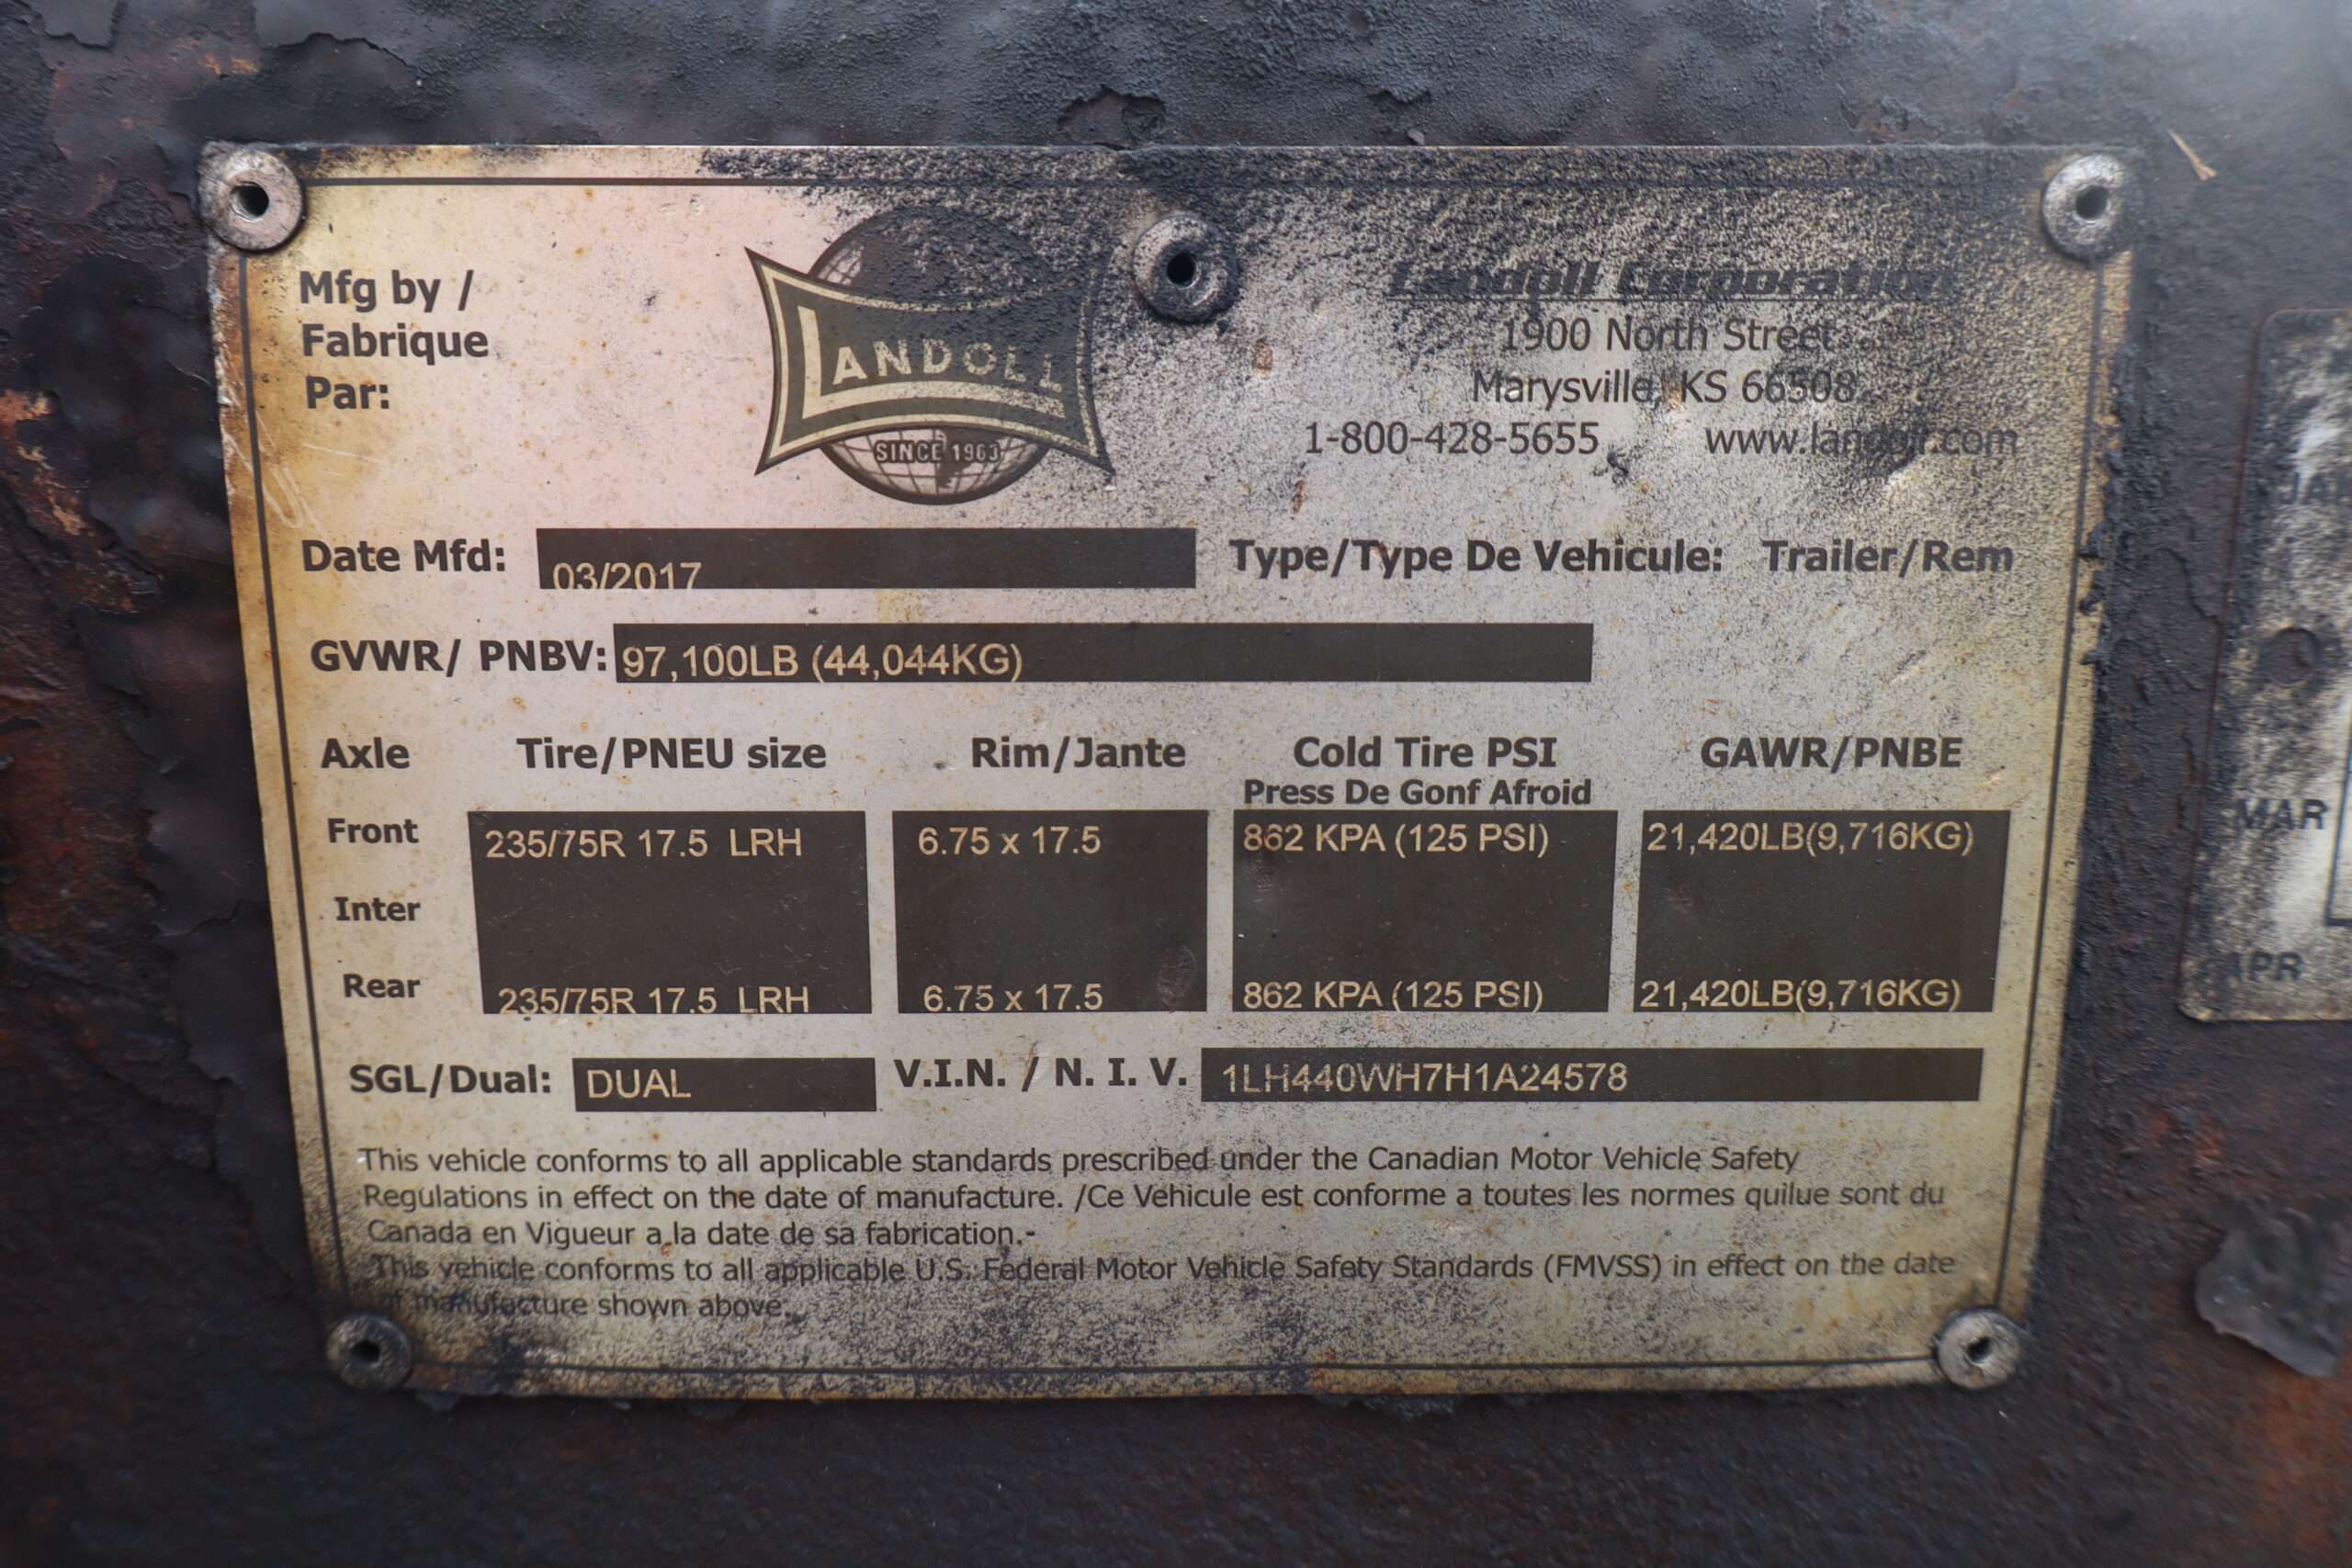 Mfg by /
Fabrique
Par:
LANDOLL
SINCE 1963
Landoll Corporation
1900 North Street
Marysville, KS 66508
1-800-428-5655 www.landoll.com
Date Mfd: 03/2017 Type/Type De Vehicule: Trailer/Rem
GVWR/ PNBV: 97,100LB (44,044KG)
Axle Tire/PNEU size Rim/Jante Cold Tire PSI GAWR/PNBE
Press De Gonf Afroid
Front 235/75R 17.5 LRH 6.75 x 17.5 862 KPA (125 PSI) 21,420LB(9,716KG)
Inter
Rear 235/75R 17.5 LRH 6.75 x 17.5 862 KPA (125 PSI) 21,420LB(9,716KG)
SGL/Dual: DUAL V.I.N. / N. I. V. 1LH440WH7H1A24578
This vehicle conforms to all applicable standards prescribed under the Canadian Motor Vehicle Safety
Regulations in effect on the date of manufacture. /Ce Vehicule est conforme a toutes les normes quilue sont du
Canada en Vigueur a la date de sa fabrication.-
This vehicle conforms to all applicable U.S. Federal Motor Vehicle Safety Standards (FMVSS) in effect on the date
of manufacture shown above.
MAR
APR